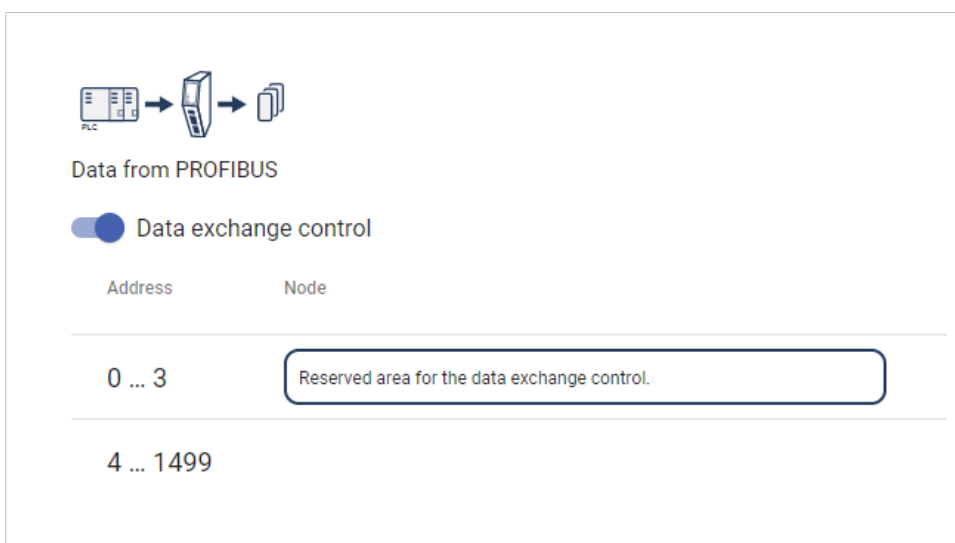 PLC
Data from PROFIBUS
Data exchange control
Address Node
0 ... 3 Reserved area for the data exchange control.
4 ... 1499